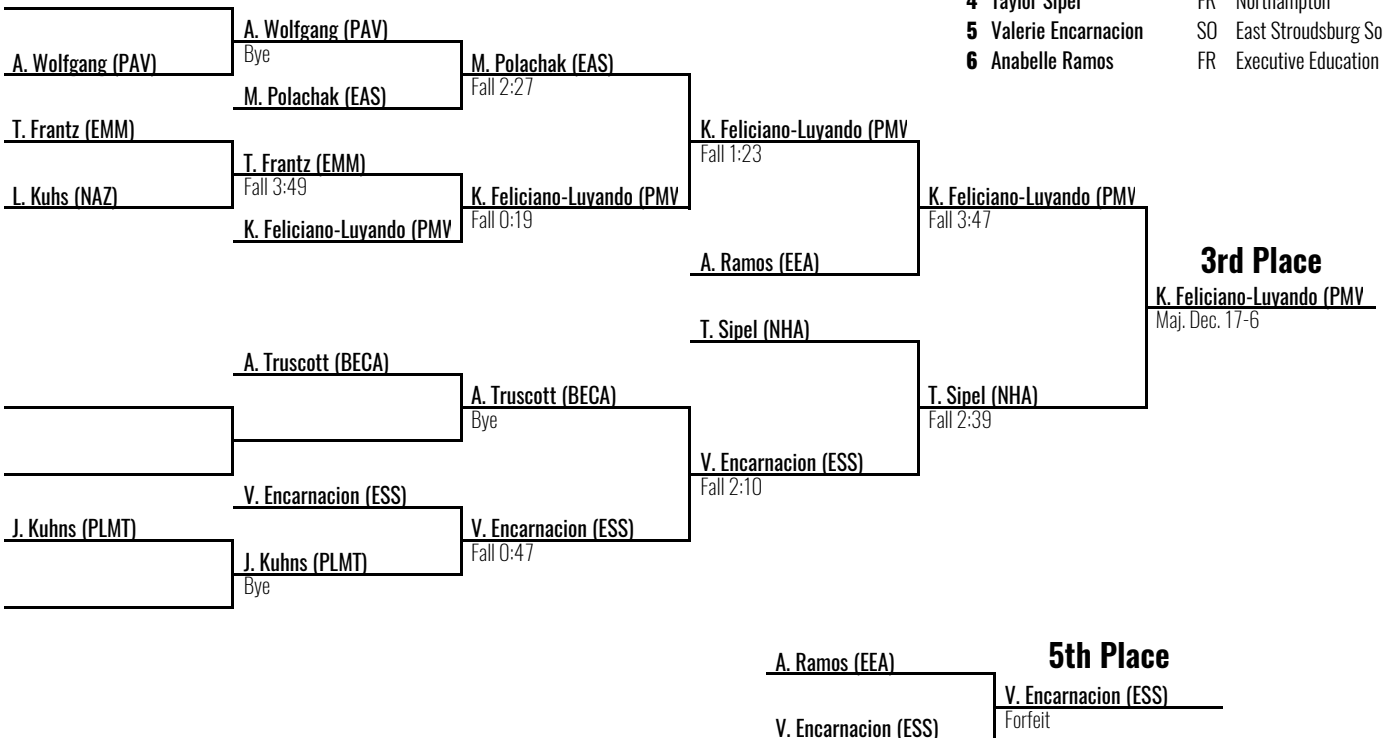 4 Taylor Sipel FR Northampton
5 Valerie Encarnacion SO East Stroudsburg So
6 Anabelle Ramos FR Executive Education
A. Wolfgang (PAV)
A. Wolfgang (PAV)
Bye
M. Polachak (EAS)
M. Polachak (EAS)
Fall 2:27
T. Frantz (EMM)
L. Kuhs (NAZ)
T. Frantz (EMM)
Fall 3:49
K. Feliciano-Luyando (PMV
K. Feliciano-Luyando (PMV
Fall 0:19
K. Feliciano-Luyando (PMV
Fall 1:23
A. Ramos (EEA)
K. Feliciano-Luyando (PMV
Fall 3:47
3rd Place
K. Feliciano-Luyando (PMV
Maj. Dec. 17-6
T. Sipel (NHA)
T. Sipel (NHA)
Fall 2:39
A. Truscott (BECA)
A. Truscott (BECA)
Bye
V. Encarnacion (ESS)
Fall 2:10
V. Encarnacion (ESS)
V. Encarnacion (ESS)
Fall 0:47
J. Kuhns (PLMT)
J. Kuhns (PLMT)
Bye
5th Place
A. Ramos (EEA)
V. Encarnacion (ESS)
V. Encarnacion (ESS)
Forfeit